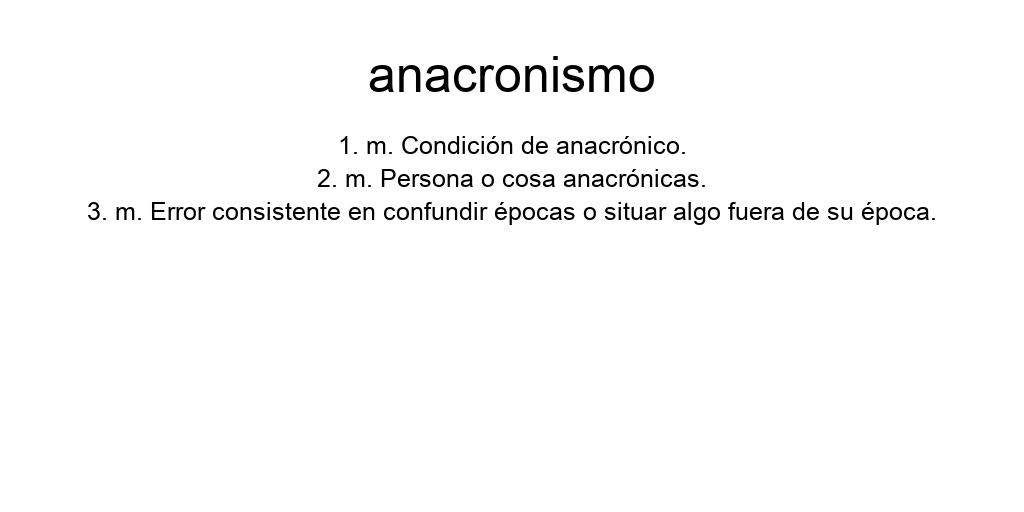 anacronismo
1. m. Condición de anacrónico.
2. m. Persona o cosa anacrónicas.
3. m. Error consistente en confundir épocas o situar algo fuera de su época.